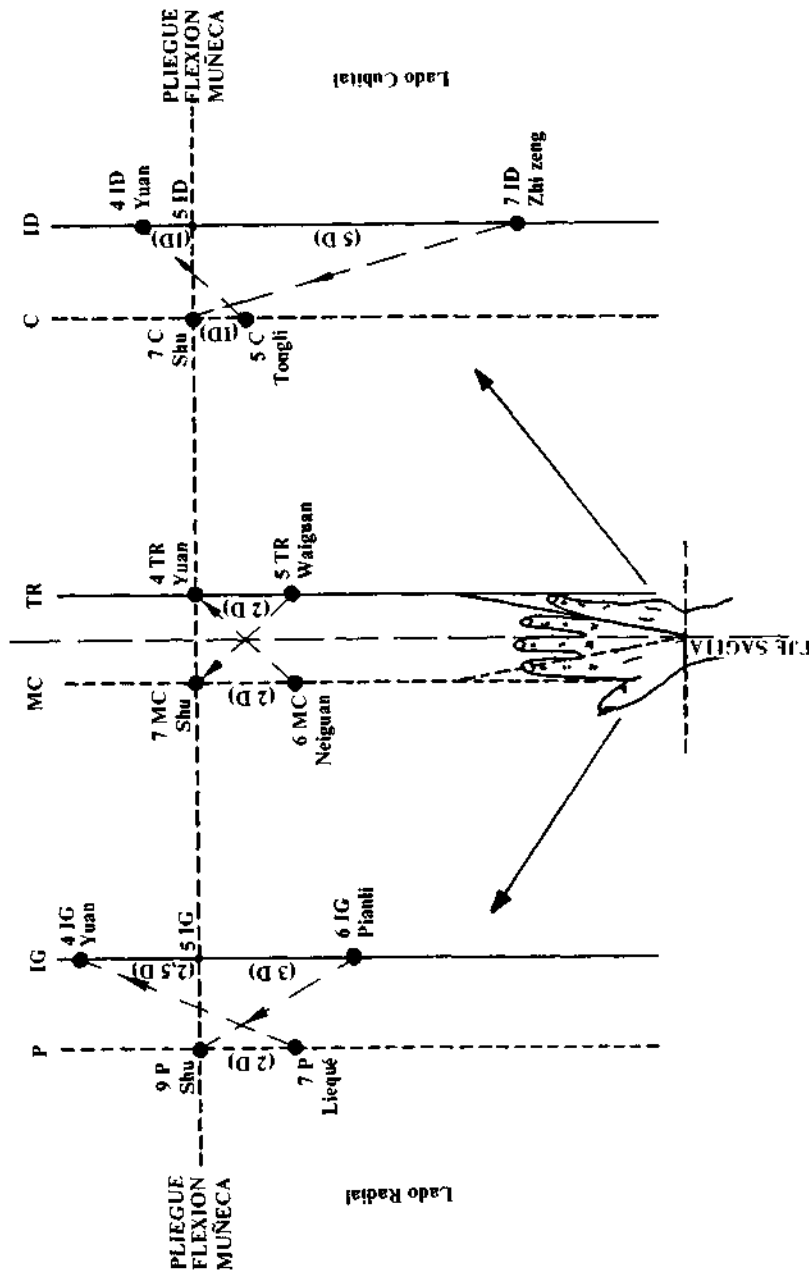 P
IG
MC
TR
C
ID
PLIEGUE
FLEXION
MUÑECA
9 P
Shu
(2 D)
7 P
Liequé
4 IG
Yuan
(2,5 D)
5 IG
(3 D)
6 IG
Pianli
7 MC
Shu
(2 D)
6 MC
Neiguan
4 TR
Yuan
(2 D)
5 TR
Waiguan
7 C
Shu
(1D)
5 C
Tongli
4 ID
Yuan
(1D)
5 ID
(5 D)
7 ID
Zhi zeng
PLIEGUE
FLEXION
MUÑECA
Lado Radial
Lado Cubital